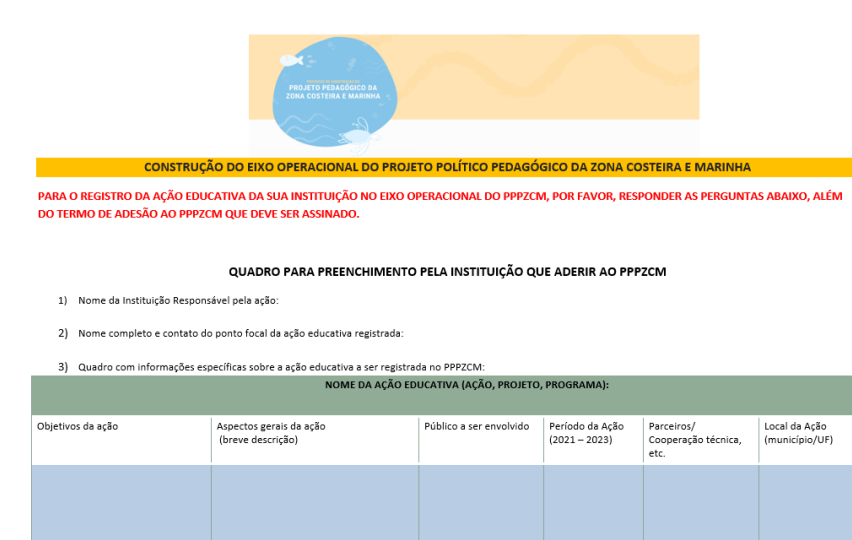 PROJETO PEDAGÓGICO DA
ZONA COSTEIRA E MARINHA
CONSTRUÇÃO DO EIXO OPERACIONAL DO PROJETO POLÍTICO PEDAGÓGICO DA ZONA COSTEIRA E MARINHA
PARA O REGISTRO DA AÇÃO EDUCATIVA DA SUA INSTITUIÇÃO NO EIXO OPERACIONAL DO PPPZCM, POR FAVOR, RESPONDER AS PERGUNTAS ABAIXO, ALÉM
DO TERMO DE ADESÃO AO PPPZCM QUE DEVE SER ASSINADO.
QUADRO PARA PREENCHIMENTO PELA INSTITUIÇÃO QUE ADERIR AO PPPZCM
1) Nome da Instituição Responsável pela ação:
2) Nome completo e contato do ponto focal da ação educativa registrada:
3) Quadro com informações específicas sobre a ação educativa a ser registrada no PPPZCM:
NOME DA AÇÃO EDUCATIVA (AÇÃO, PROJETO, PROGRAMA):
Objetivos da ação
Aspectos gerais da ação
(breve descrição)
Público a ser envolvido
Período da Ação
(2021 – 2023)
Parceiros/
Cooperação técnica,
etc.
Local da Ação
(município/UF)